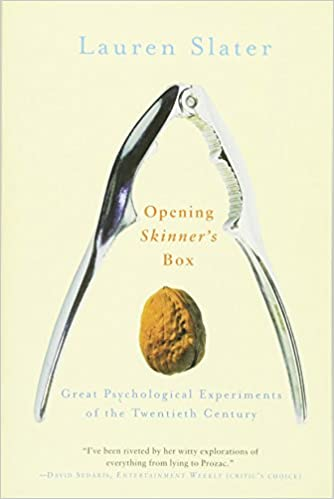 Lauren Slater
Opening
Skinner's
Box
Great Psychological Experiments
of the Twentieth Century
"I've been riveted by her witty explorations of
everything from lying to Prozac."
—David Sedaris, Entertainment Weekly (critic's choice)